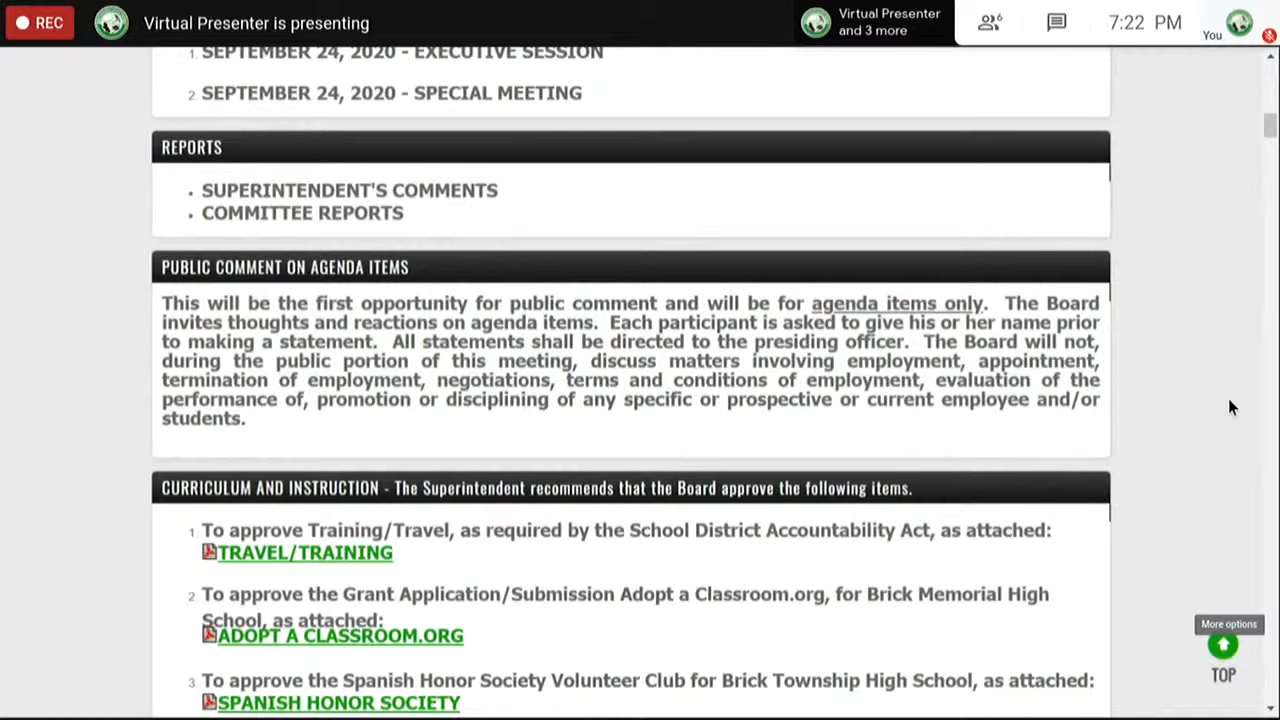 REC
Virtual Presenter is presenting
Virtual Presenter
and 3 more
6
7:22 PM
You
1. SEPTEMBER 24, 2020 - EXECUTIVE SESSION
2. SEPTEMBER 24, 2020 - SPECIAL MEETING
REPORTS
• SUPERINTENDENT'S COMMENTS
• COMMITTEE REPORTS
PUBLIC COMMENT ON AGENDA ITEMS
This will be the first opportunity for public comment and will be for agenda items only. The Board
invites thoughts and reactions on agenda items. Each participant is asked to give his or her name prior
to making a statement. All statements shall be directed to the presiding officer. The Board will not,
during the public portion of this meeting, discuss matters involving employment, appointment,
termination of employment, negotiations, terms and conditions of employment, evaluation of the
performance of, promotion or disciplining of any specific or prospective or current employee and/or
students.
CURRICULUM AND INSTRUCTION - The Superintendent recommends that the Board approve the following items.
1. To approve Training/Travel, as required by the School District Accountability Act, as attached:
TRAVEL/TRAINING
2. To approve the Grant Application/Submission Adopt a Classroom.org, for Brick Memorial High
School, as attached:
ADOPT A CLASSROOM.ORG
3. To approve the Spanish Honor Society Volunteer Club for Brick Township High School, as attached:
SPANISH HONOR SOCIETY
More options
TOP